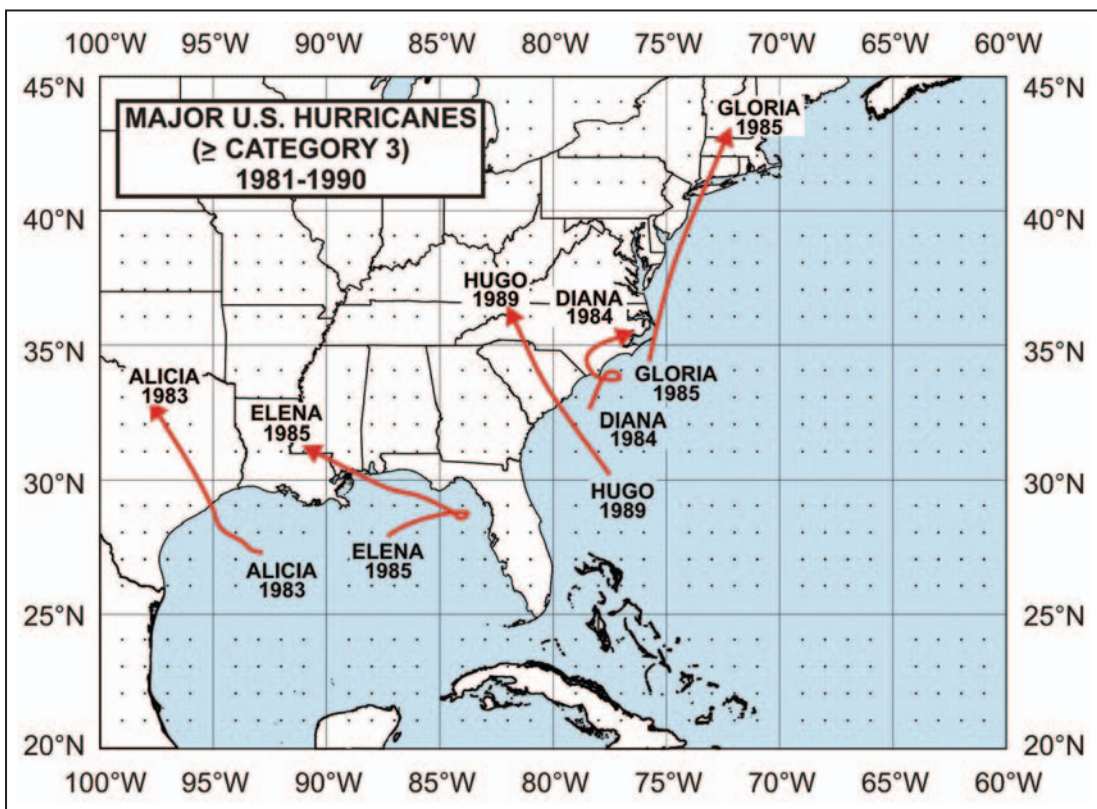 100°W 95°W 90°W 85°W 80°W 75°W 70°W 65°W 60°W
45°N 45°N
MAJOR U.S. HURRICANES
(≥ CATEGORY 3)
1981-1990
GLORIA
1985
40°N 40°N
HUGO
1989
DIANA
1984
35°N 35°N
ALICIA
1983
ELENA
1985
GLORIA
1985
DIANA
1984
30°N 30°N
HUGO
1989
ELENA
1985
ALICIA
1983
25°N 25°N
20°N 20°N
100°W 95°W 90°W 85°W 80°W 75°W 70°W 65°W 60°W